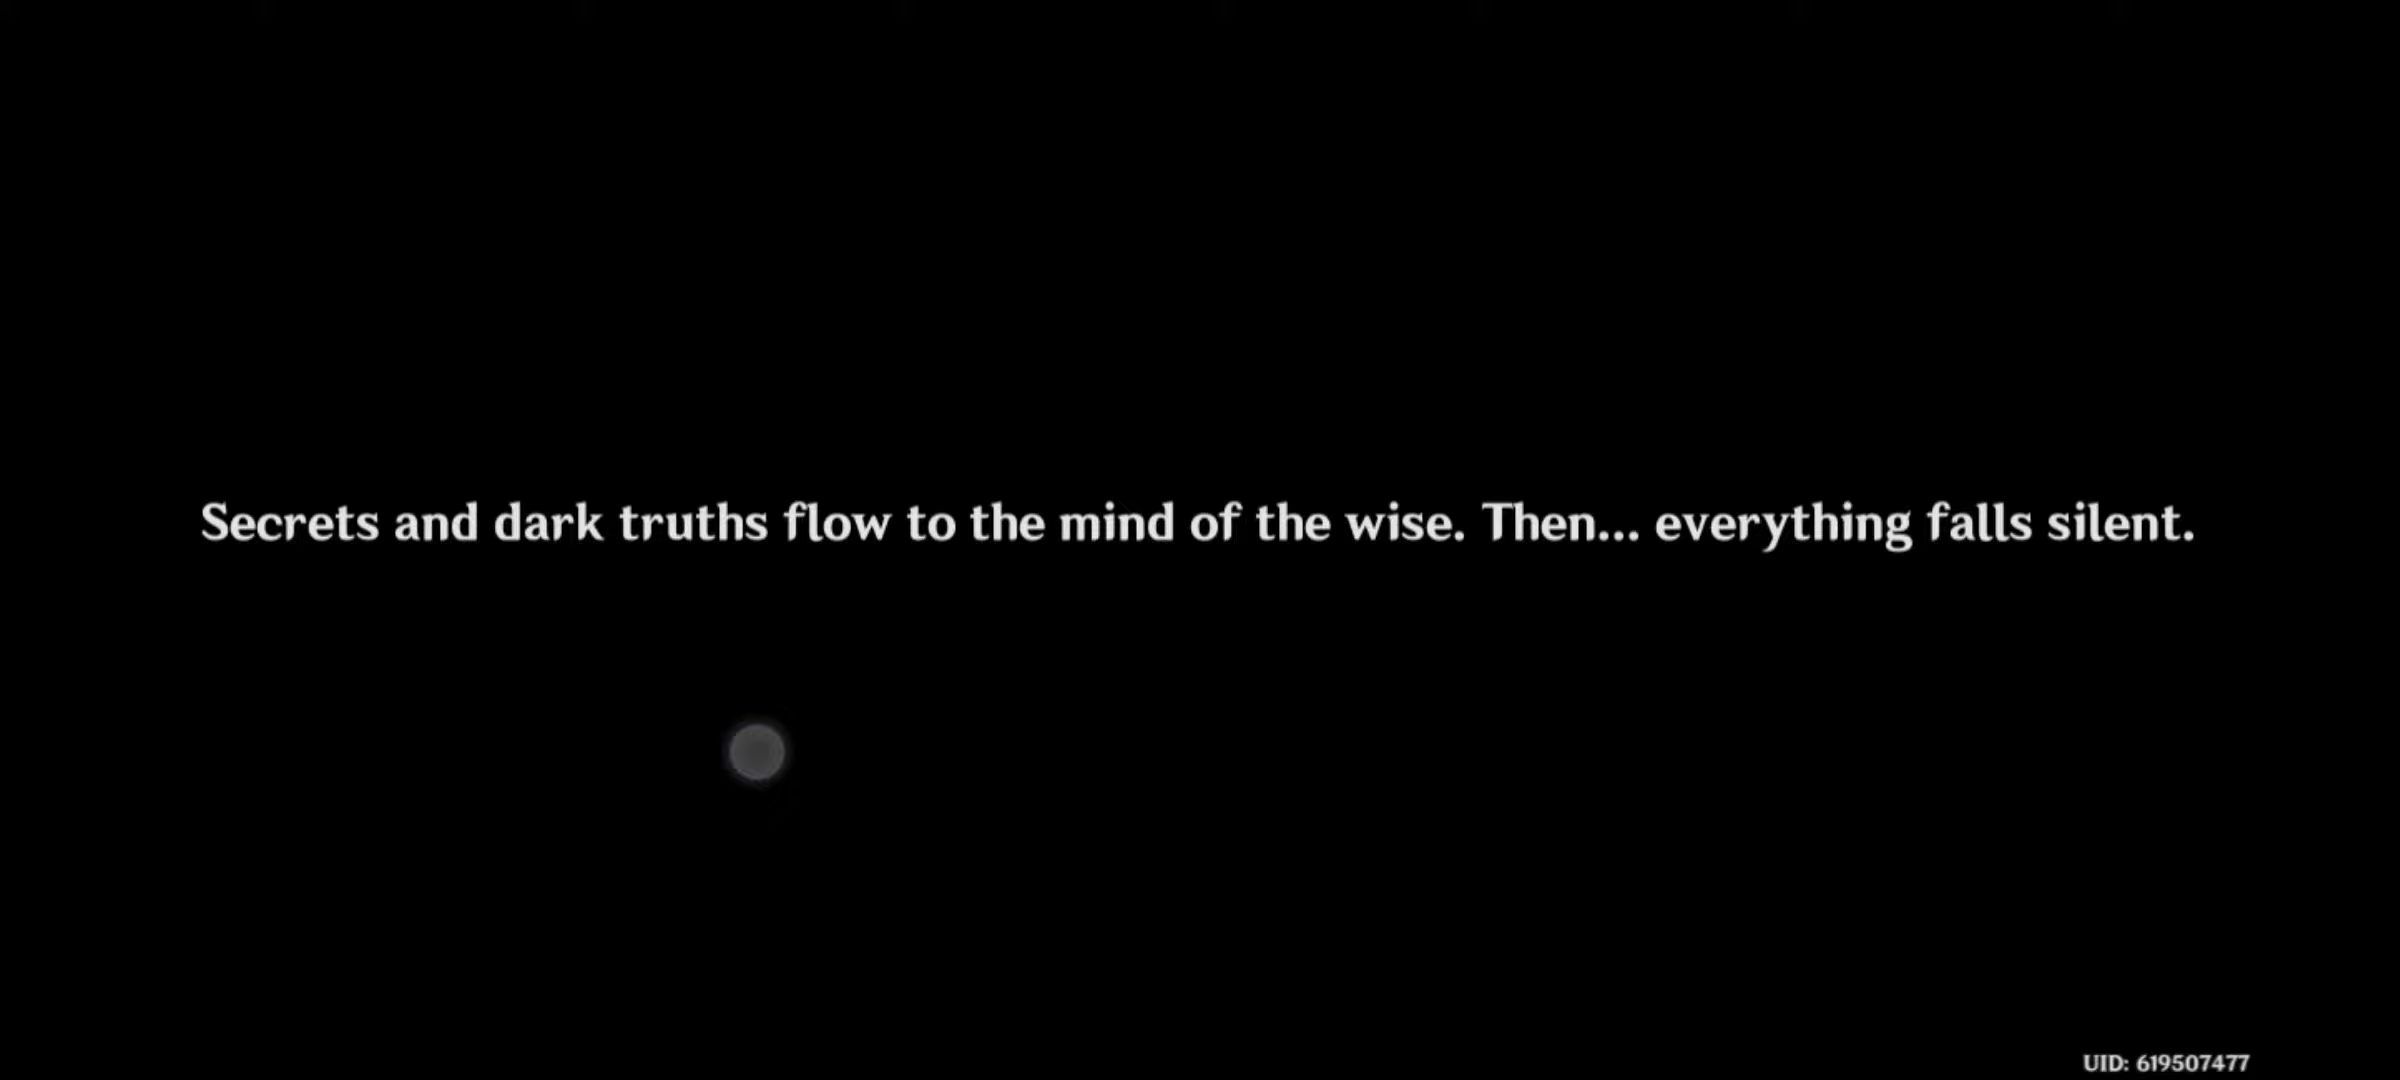 Secrets and dark truths flow to the mind of the wise. Then... everything falls silent.
UID: 619507477